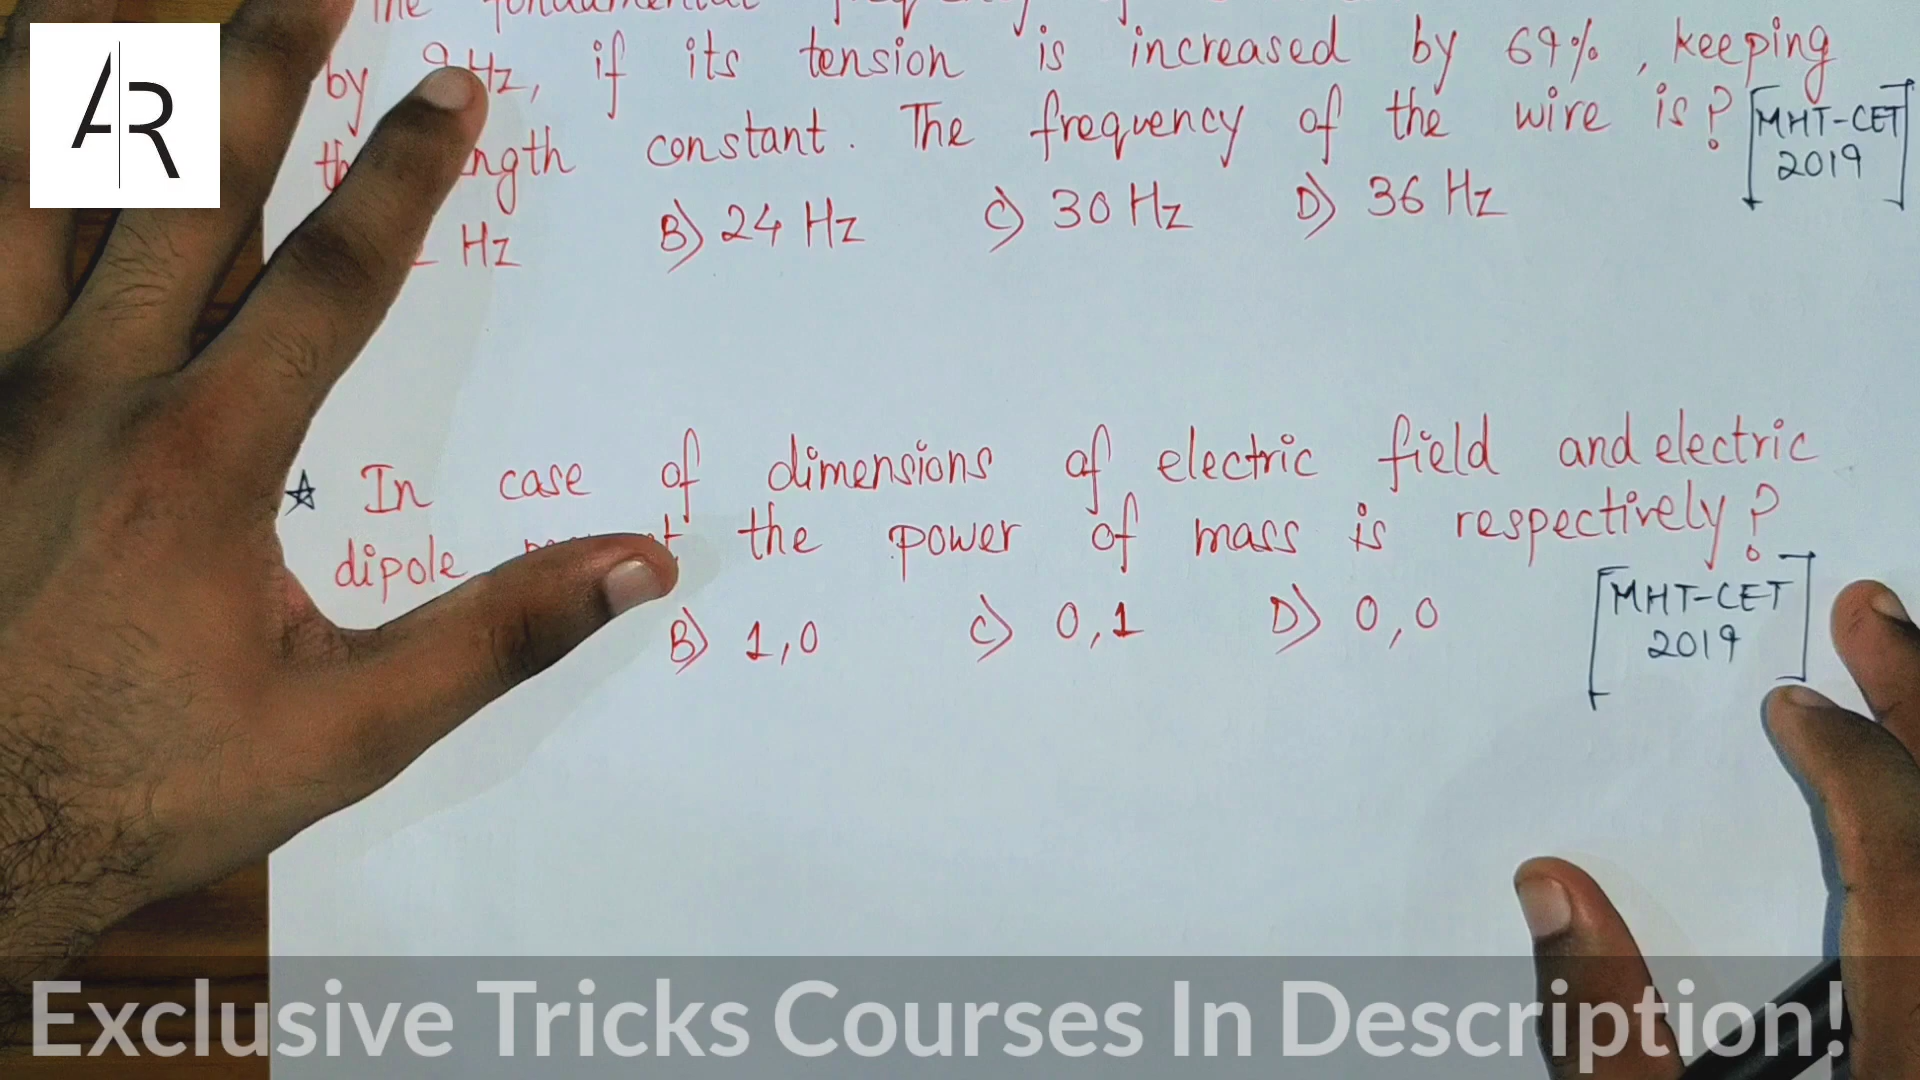 AR
The fundamental frequency
by Hz, if its tension is increased by 69%, keeping
constant. The frequency of the wire is?
[MHT-CET
2019]
Hz B) 24 Hz C) 30 Hz D) 36 Hz
☆ In case of dimensions of electric field and electric
dipole the power of mass is respectively?
B) 1,0 C) 0,1 D) 0,0
[MHT-CET
2019]
Exclusive Tricks Courses In Description!